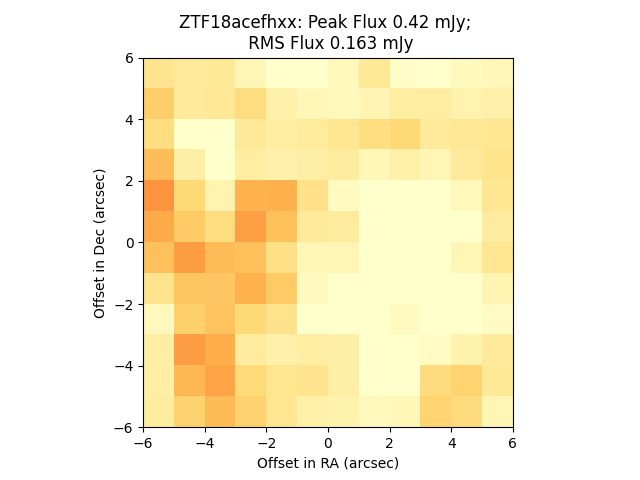 ZTF18acefhxx: Peak Flux 0.42 mJy;
RMS Flux 0.163 mJy
6
4
2
0
−2
−4
−6
Offset in Dec (arcsec)
−6 −4 −2 0 2 4 6
Offset in RA (arcsec)